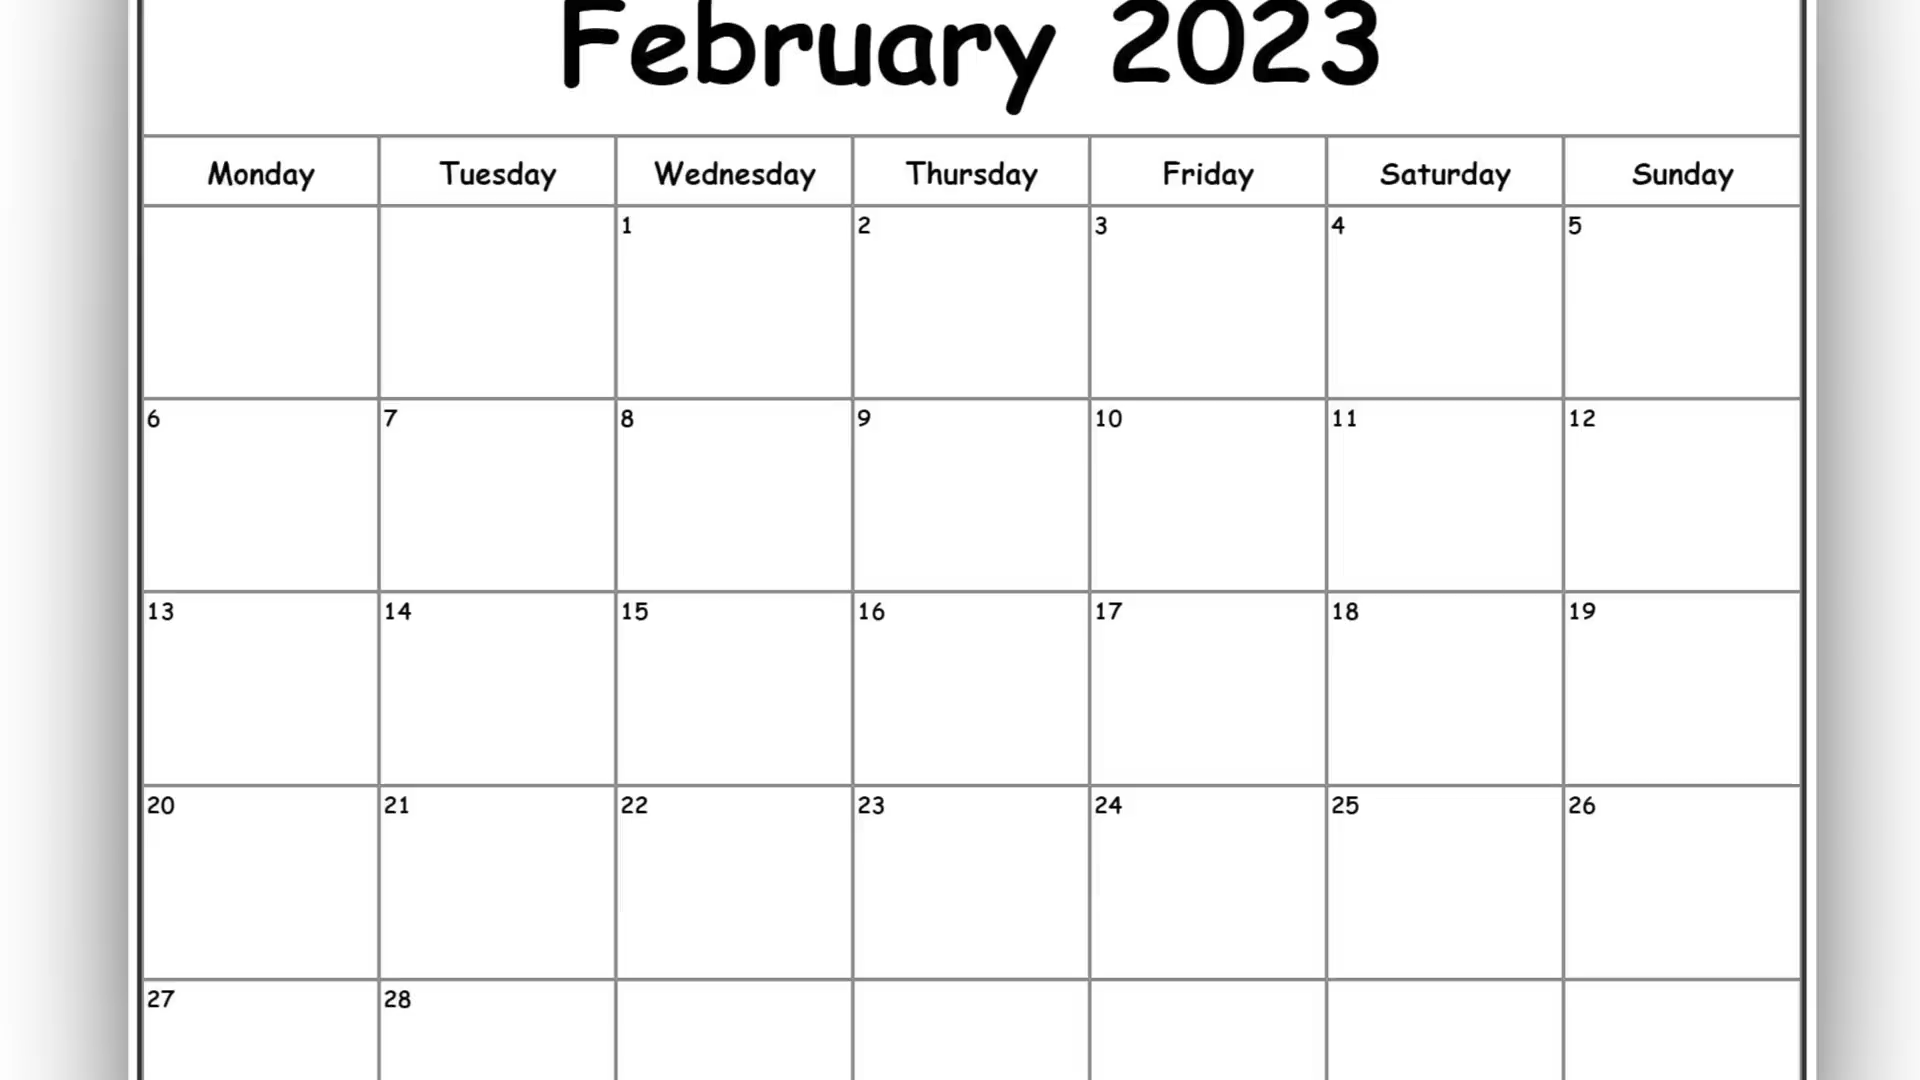 February 2023
Monday Tuesday Wednesday Thursday Friday Saturday Sunday
1 2 3 4 5
6 7 8 9 10 11 12
13 14 15 16 17 18 19
20 21 22 23 24 25 26
27 28